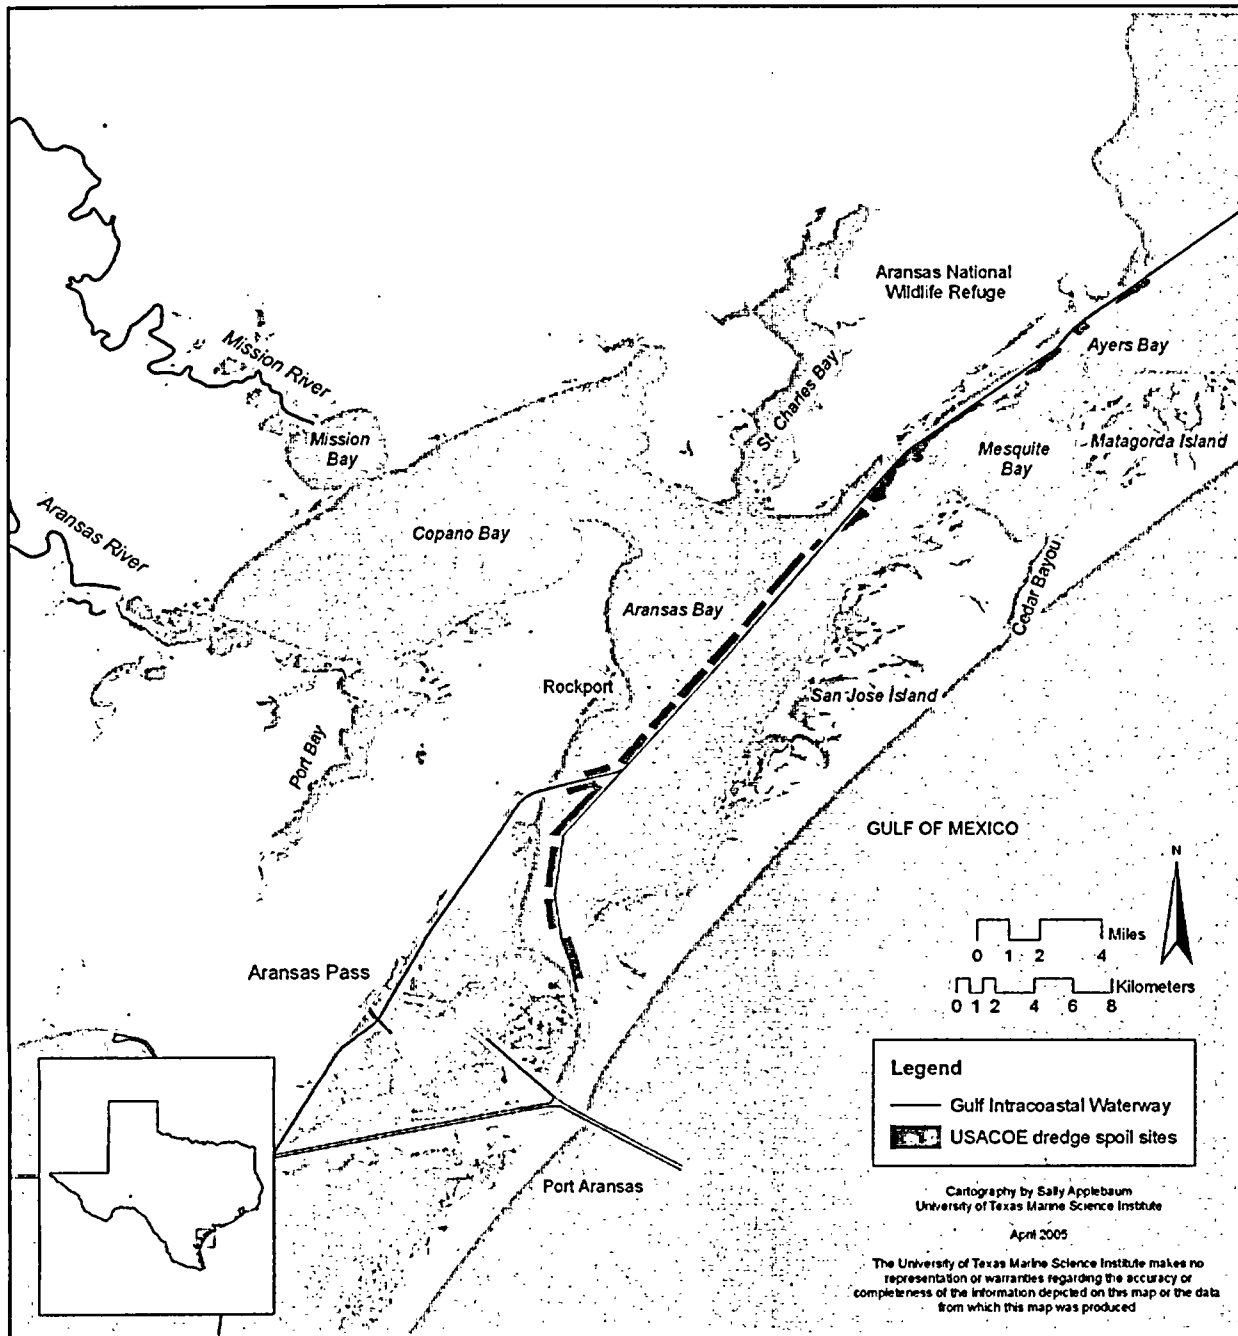 Aransas National
Wildlife Refuge
Ayers Bay
Mission River
St. Charles Bay
Mission
Bay
Matagorda Island
Mesquite
Bay
Aransas River
Copano Bay
Cedar Bayou
Aransas Bay
Rockport
San Jose Island
Port Bay
GULF OF MEXICO
N
Miles
0 1 2 4
Aransas Pass
Kilometers
0 1 2 4 6 8
Legend
Gulf Intracoastal Waterway
USACOE dredge spoil sites
Port Aransas
Cartography by Sally Applebaum
University of Texas Marine Science Institute
April 2005
The University of Texas Marine Science Institute makes no
representation or warranties regarding the accuracy or
completeness of the information depicted on this map or the data
from which this map was produced